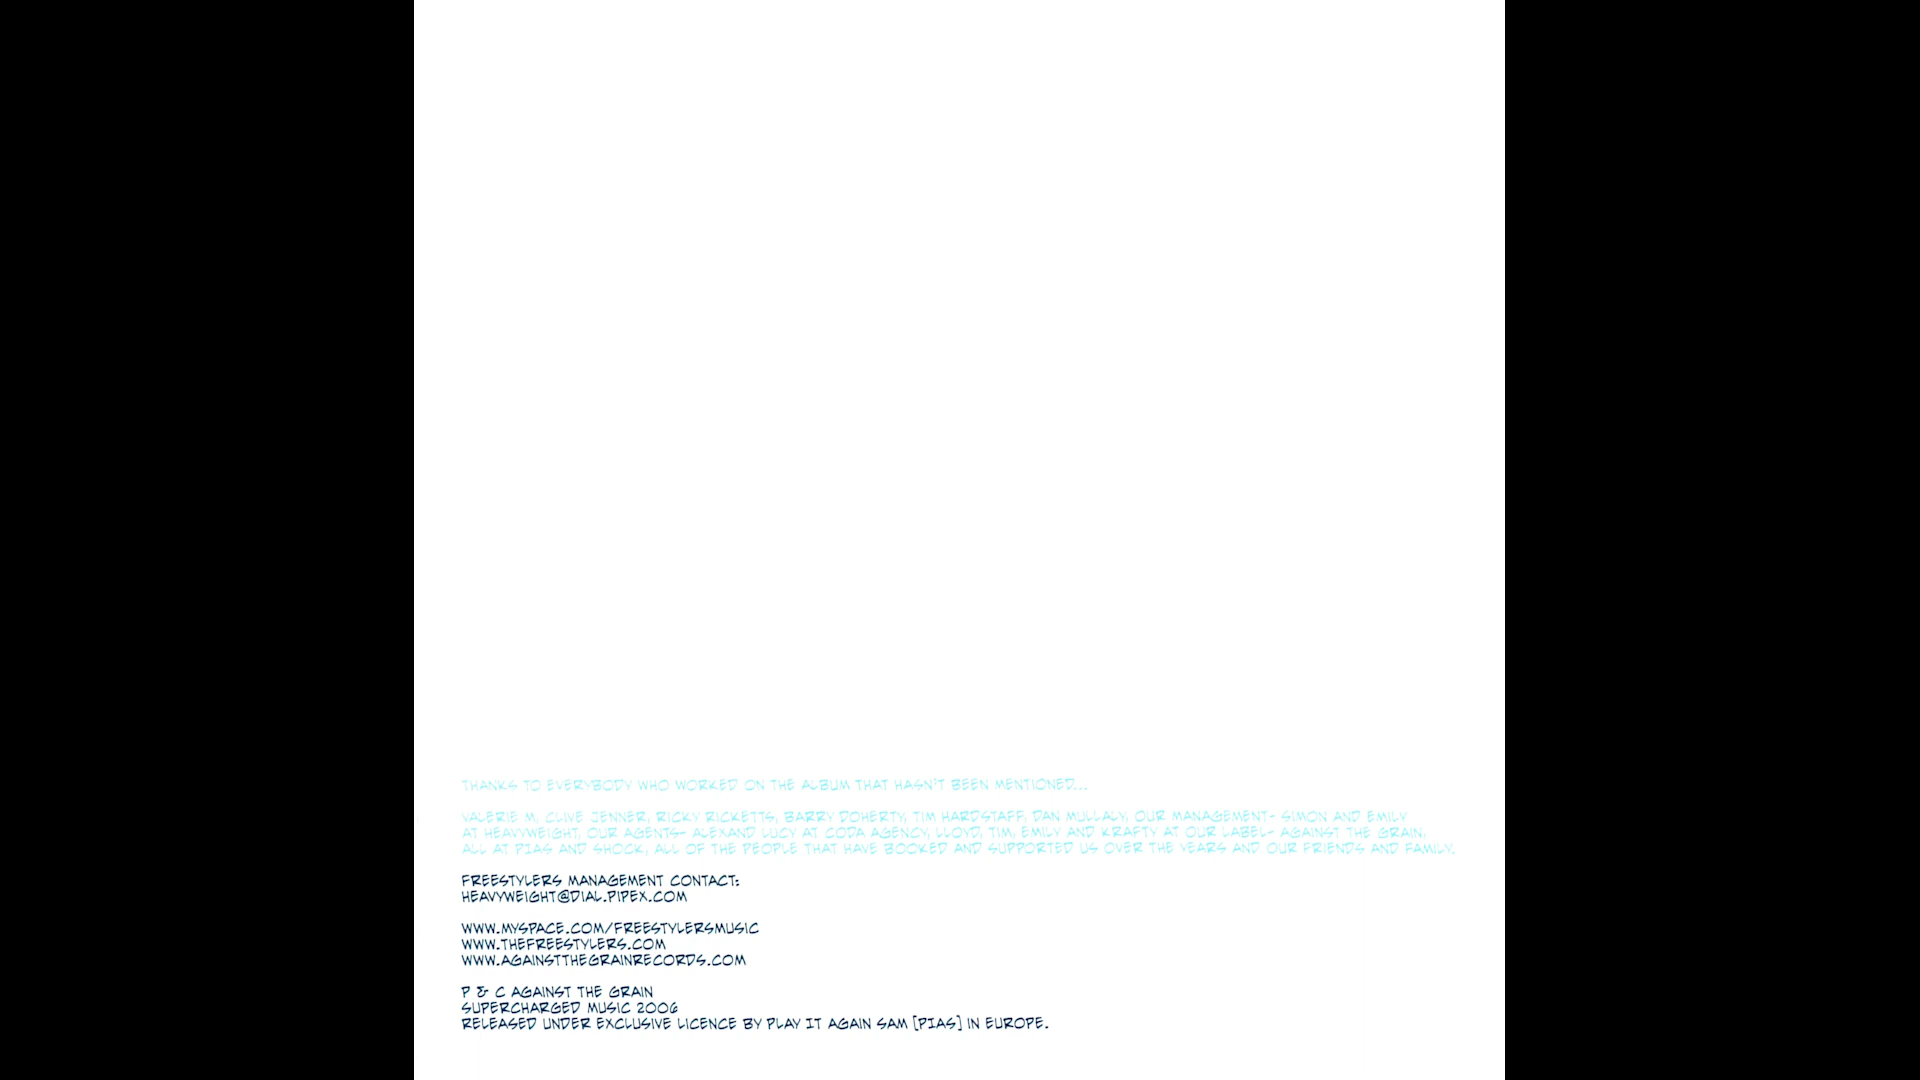 THANKS TO EVERYBODY WHO WORKED ON THE ALBUM THAT HASN'T BEEN MENTIONED...
VALERIE M, CLIVE JENNER, RICKY RICKETTS, BARRY DOHERTY, TIM HARDSTAFF, DAN MULLALY, OUR MANAGEMENT- SIMON AND EMILY
AT HEAVYWEIGHT, OUR AGENTS- ALEXAND LUCY AT CODA AGENCY, LLOYD, TIM, EMILY AND KRAFTY AT OUR LABEL- AGAINST THE GRAIN,
ALL AT PIAS AND SHOCK, ALL OF THE PEOPLE THAT HAVE BOOKED AND SUPPORTED US OVER THE YEARS AND OUR FRIENDS AND FAMILY.
FREESTYLERS MANAGEMENT CONTACT:
HEAVYWEIGHT@DIAL.PIPEX.COM
WWW.MYSPACE.COM/FREESTYLERSMUSIC
WWW.THEFREESTYLERS.COM
WWW.AGAINSTTHEGRAINRECORDS.COM
P & C AGAINST THE GRAIN
SUPERCHARGED MUSIC 2006
RELEASED UNDER EXCLUSIVE LICENCE BY PLAY IT AGAIN SAM [PIAS] IN EUROPE.